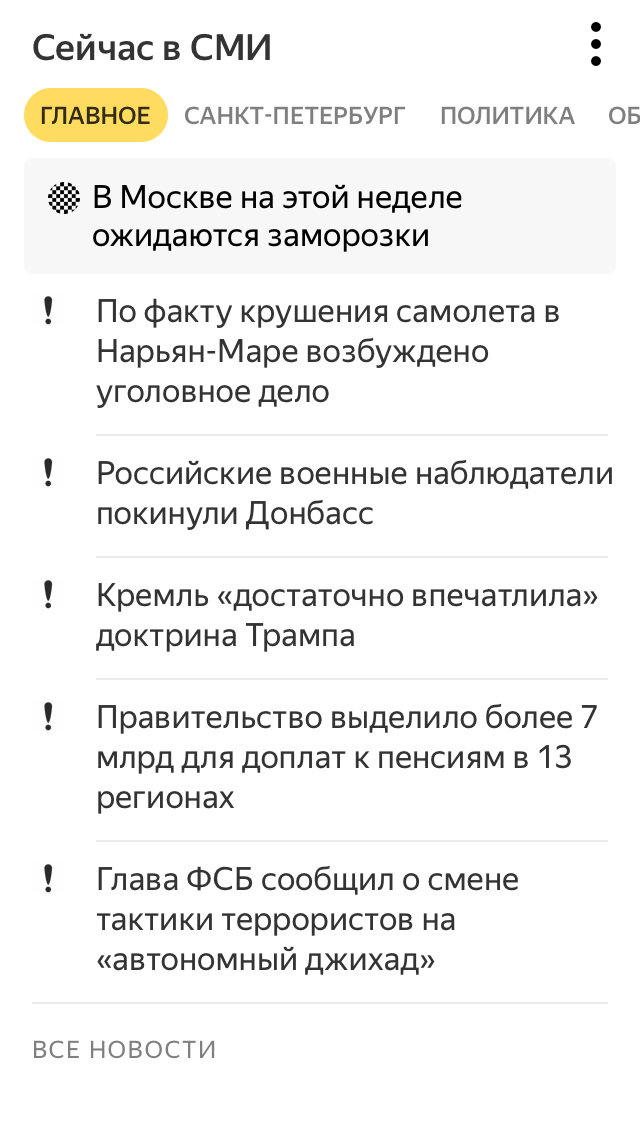 Сейчас в СМИ
ГЛАВНОЕ САНКТ-ПЕТЕРБУРГ ПОЛИТИКА ОБ
В Москве на этой неделе
ожидаются заморозки
По факту крушения самолета в
Нарьян-Маре возбуждено
уголовное дело
Российские военные наблюдатели
покинули Донбасс
Кремль «достаточно впечатлила»
доктрина Трампа
Правительство выделило более 7
млрд для доплат к пенсиям в 13
регионах
Глава ФСБ сообщил о смене
тактики террористов на
«автономный джихад»
ВСЕ НОВОСТИ